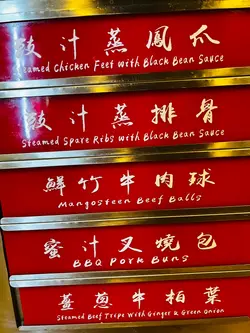 豉汁蒸鳳爪
Steamed Chicken Feet with Black Bean Sauce
豉汁蒸排骨
Steamed Spare Ribs with Black Bean Sauce
鮮竹牛肉球
Mangosteen Beef Balls
蜜汁叉燒包
BBQ Pork Buns
薑蔥牛柏葉
Steamed Beef Tripe With Ginger & Green Onion